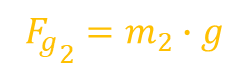 F_{g_2} = m_2 · g